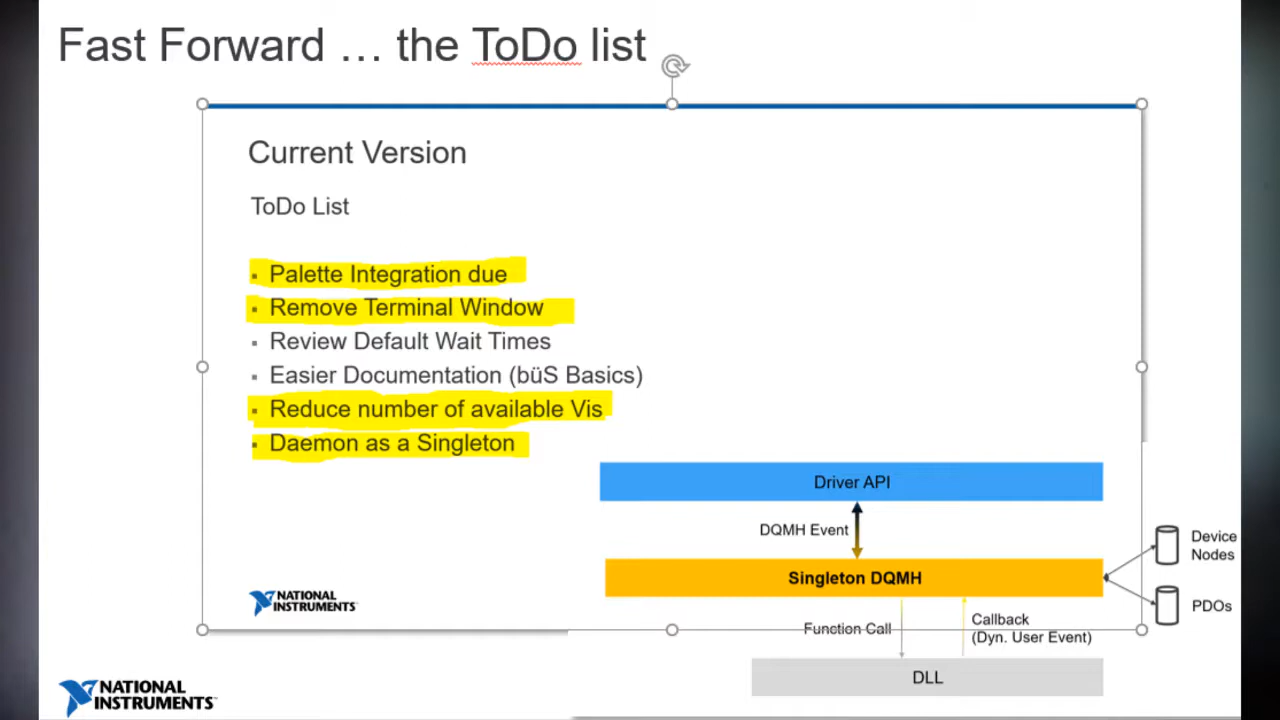 Fast Forward … the ToDo list
Current Version
ToDo List
▪ Palette Integration due
▪ Remove Terminal Window
▪ Review Default Wait Times
▪ Easier Documentation (büS Basics)
▪ Reduce number of available Vis
▪ Daemon as a Singleton
Driver API
DQMH Event
Singleton DQMH
Device
Nodes
PDOs
Function Call
Callback
(Dyn. User Event)
DLL
NATIONAL
INSTRUMENTS
NATIONAL
INSTRUMENTS